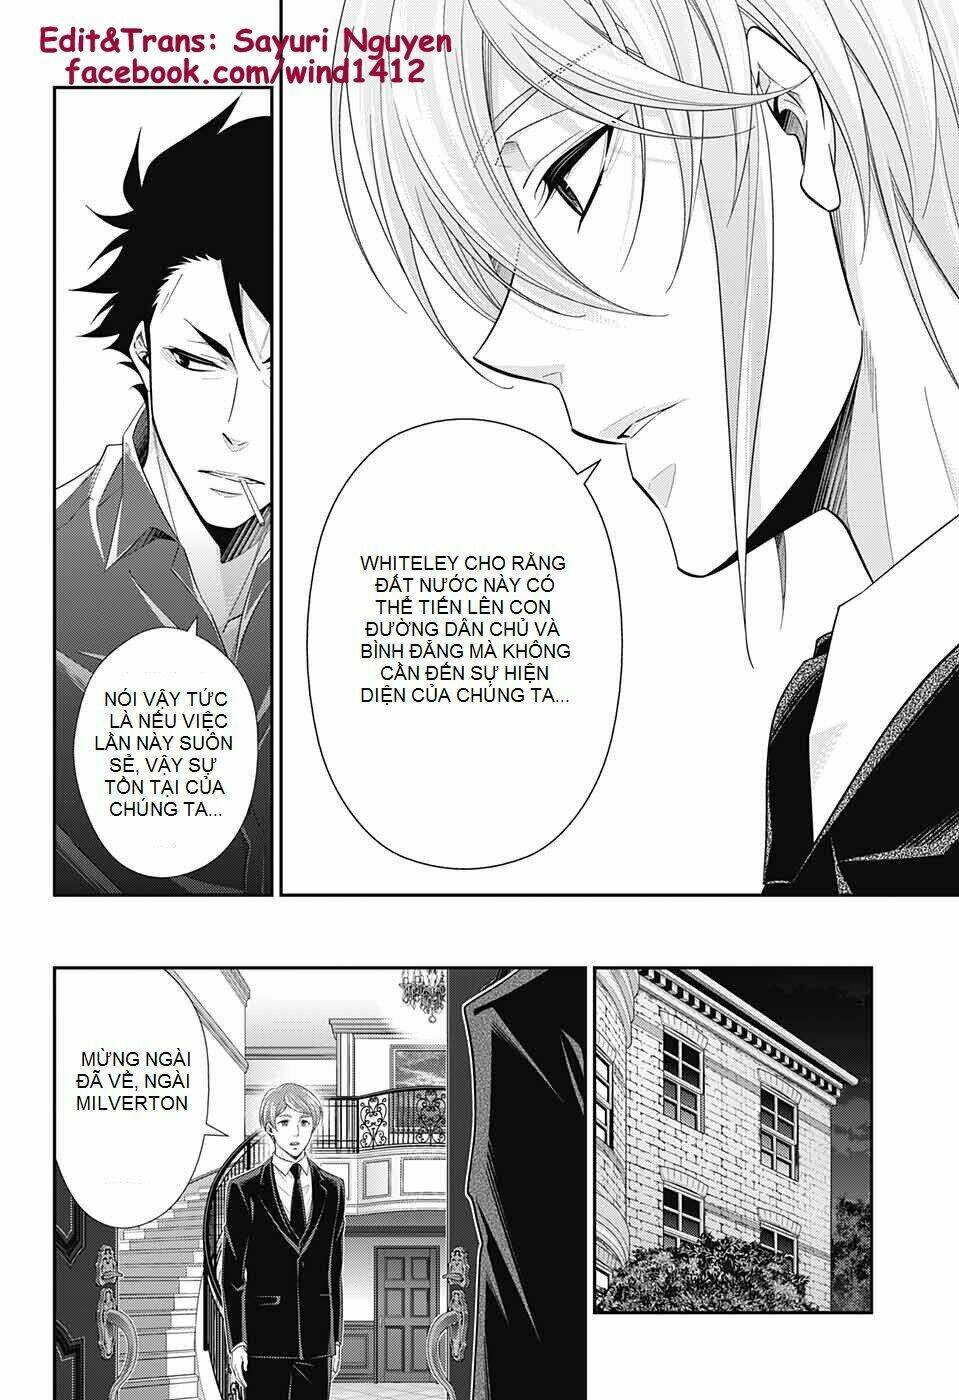 Edit&Trans: Sayuri Nguyen
facebook.com/wind1412
WHITELEY CHO RẰNG
ĐẤT NƯỚC NÀY CÓ
THỂ TIẾN LÊN CON
ĐƯỜNG DÂN CHỦ VÀ
BÌNH ĐẲNG MÀ KHÔNG
CẦN ĐẾN SỰ HIỆN
DIỆN CỦA CHÚNG TA...
NÓI VẬY TỨC
LÀ NẾU VIỆC
LẦN NÀY SUÔN
SẺ, VẬY SỰ
TỒN TẠI CỦA
CHÚNG TA...
MỪNG NGÀI
ĐÃ VỀ, NGÀI
MILVERTON